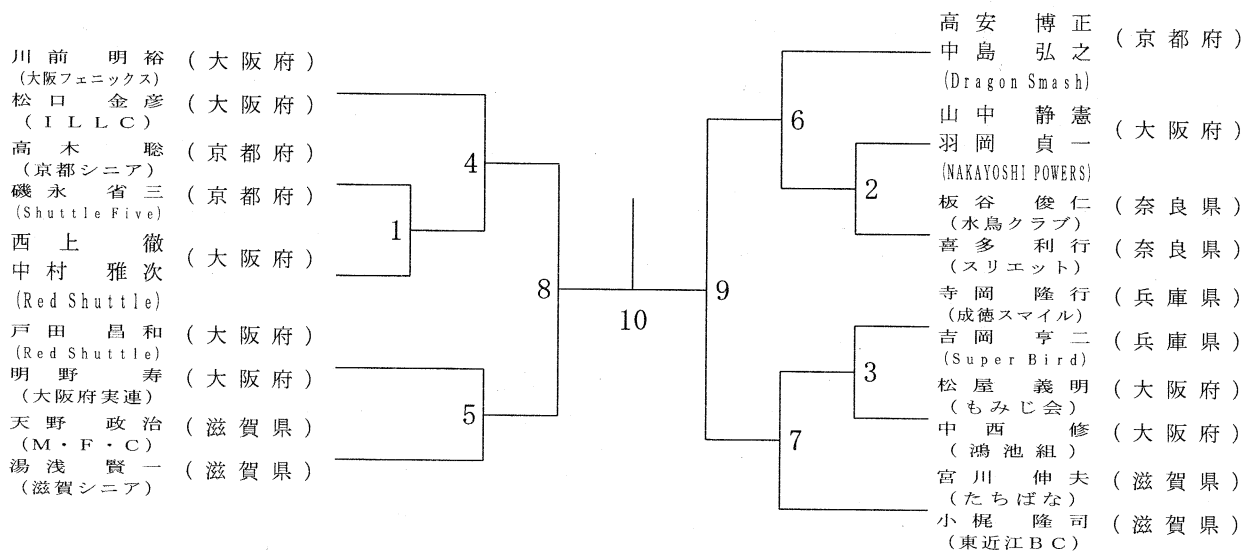 川前 明裕 (大阪府)
(大阪フェニックス)
松口 金彦 (大阪府)
(ILLC)
高木 聡 (京都府)
(京都シニア)
磯永 省三 (京都府)
(Shuttle Five)
西上 徹
中村 雅次 (大阪府)
(Red Shuttle)
戸田 昌和 (大阪府)
(Red Shuttle)
明野 寿 (大阪府)
(大阪府実連)
天野 政治 (滋賀県)
(M・F・C)
湯浅 賢一 (滋賀県)
(滋賀シニア)
4
1
5
8
10
9
6
2
3
7
高安 博正 (京都府)
中島 弘之
(Dragon Smash)
山中 静憲 (大阪府)
羽岡 貞一
(NAKAYOSHI POWERS)
板谷 俊仁 (奈良県)
(水鳥クラブ)
喜多 利行 (奈良県)
(スリエット)
寺岡 隆行 (兵庫県)
(成徳スマイル)
吉岡 亨二 (兵庫県)
(Super Bird)
松屋 義明 (大阪府)
(もみじ会)
中西 修 (大阪府)
(鴻池組)
宮川 伸夫 (滋賀県)
(たちばな)
小梶 隆司 (滋賀県)
(東近江BC)